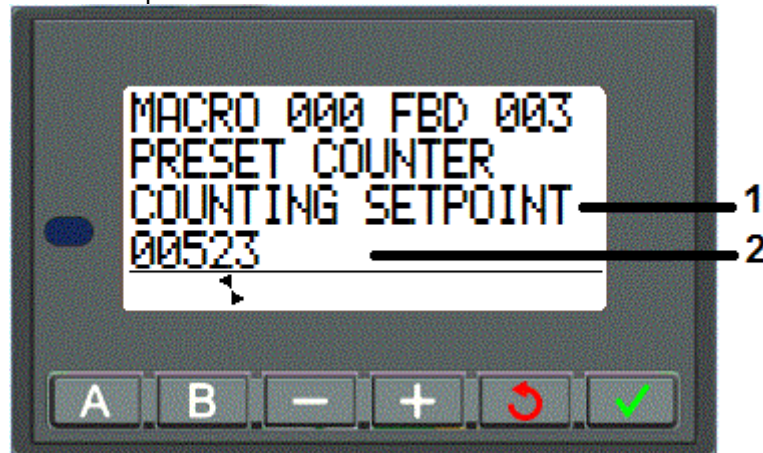 MACRO 000 FBD 003
PRESET COUNTER
COUNTING SETPOINT
1
00523
2
A B − +